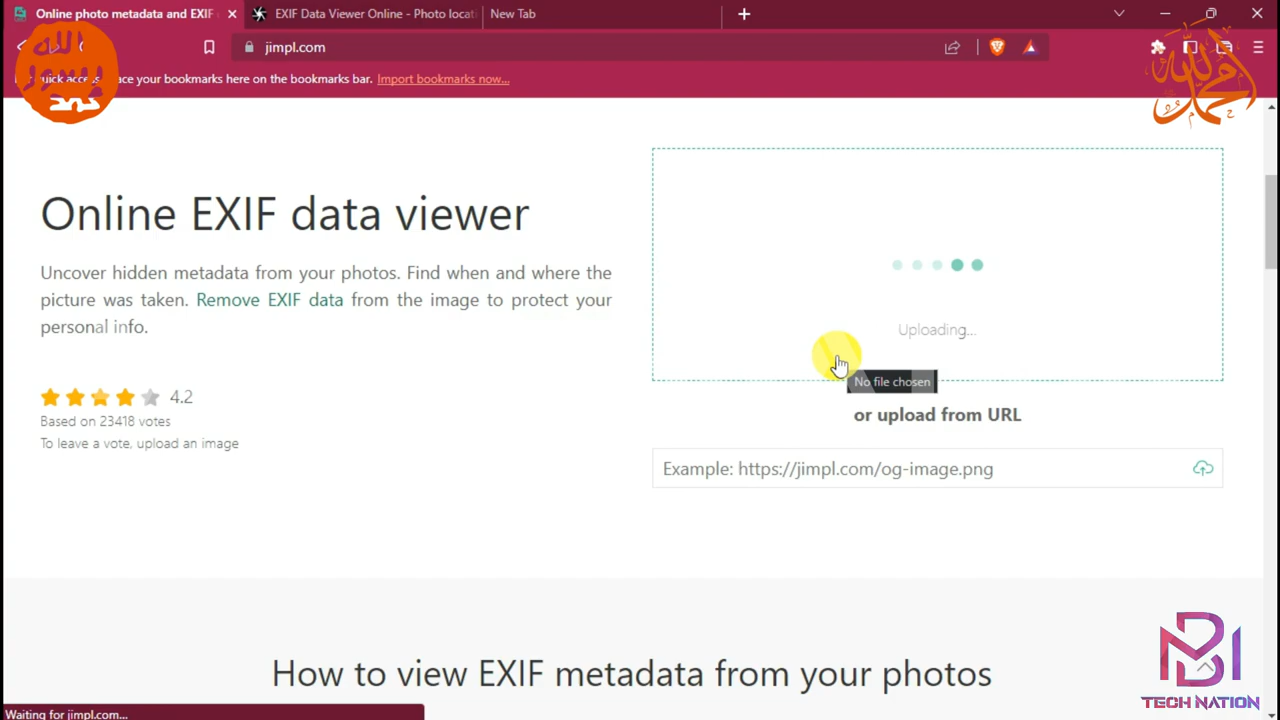 Online photo metadata and EXIF
EXIF Data Viewer Online - Photo locat
New Tab
jimpl.com
your bookmarks here on the bookmarks bar. Import bookmarks now...
الله
رسول
محمد
Online EXIF data viewer
Uncover hidden metadata from your photos. Find when and where the
picture was taken. Remove EXIF data from the image to protect your
personal info.
4.2
Based on 23418 votes
To leave a vote, upload an image
Uploading...
No file chosen
or upload from URL
Example: https://jimpl.com/og-image.png
How to view EXIF metadata from your photos
TECH NATION
Waiting for jimpl.com...